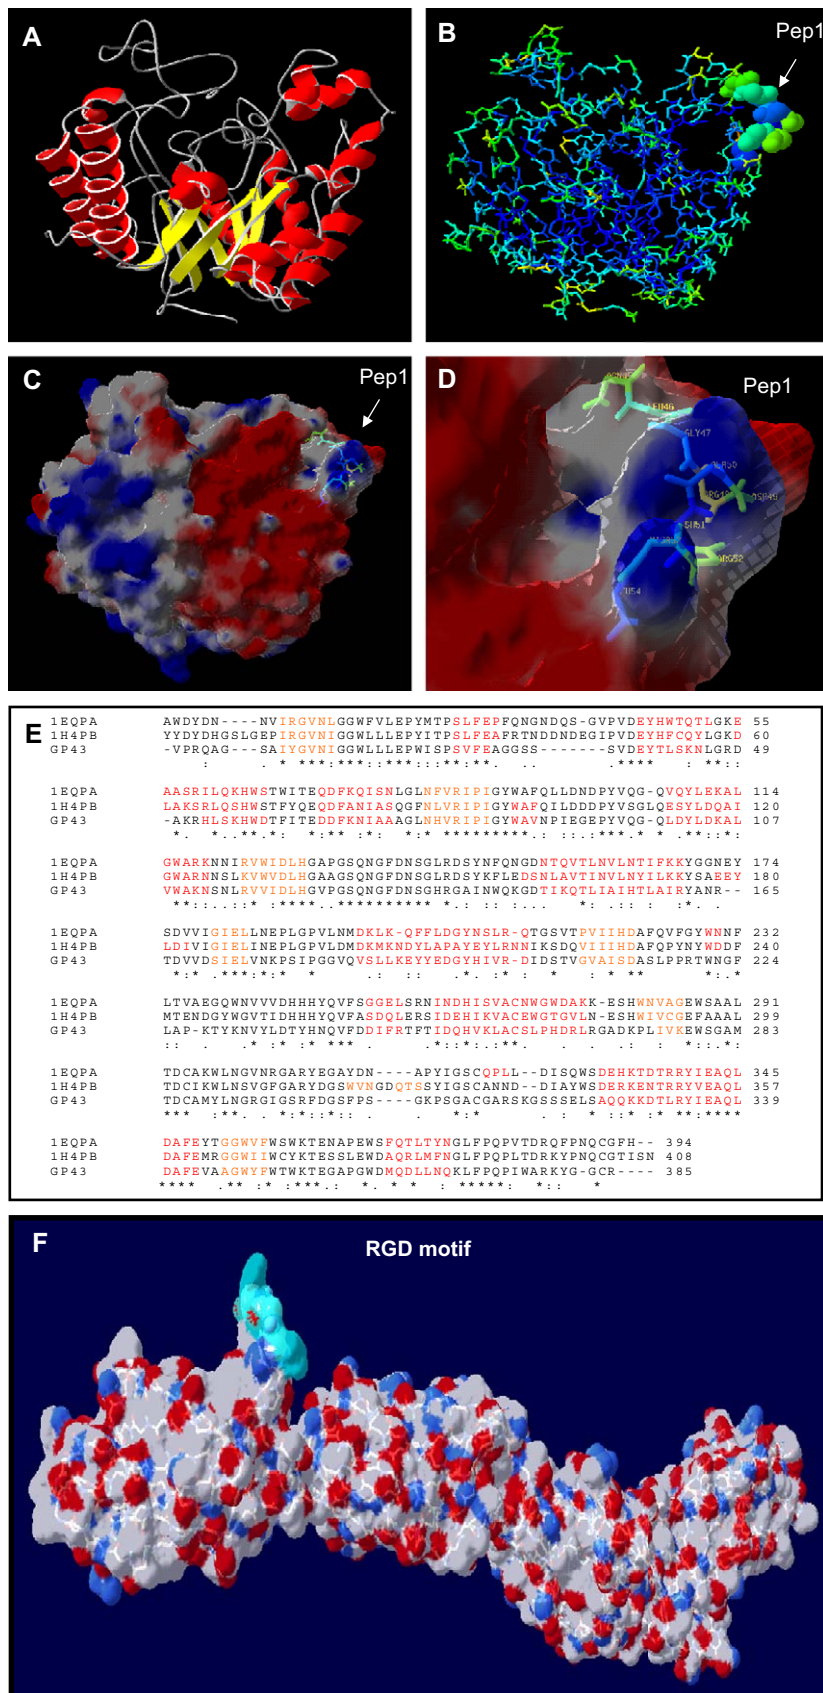 A
B
Pep1
C
Pep1
D
Pep1
LEU46
GLY47
ASP49
ARG52
E
1EQPA AWDYDN----NVIRGVNLGGWFVLEPYMTPSLFEPFQNGNDQS-GVPVDEYHWTQTLGKE 55
1H4PB YYDYDHGSLGEPIRGVNIGGWLLLEPYITPSLFEAFRTNDDNDEGIPVDEYHFCQYLGKD 60
GP43 -VPRQAG---SAIYGVNIGGWLLLEPWISPSVFEAGGSS------SVDEYTLSKNLGRD 49
1EQPA AASRILQKHWSTWITEQDFKQISNLGLNFVRIPIGYWAFQLLDNDPYVQG-QVQYLEKAL 114
1H4PB LAKSRLQSHWSTFYQEQDFANIASQGFNLVRIPIGYWAFQILDDDPYVSGLQESYLDQAI 120
GP43 -AKRHLSKHWDTFITEDDFKNIAAAGLNHVRIPIGYWAVNPIEGEPYVQG-QLDYLDKAL 107
1EQPA GWARKNNIRVWIDLHGAPGSQNGFDNSGLRDSYNFQNGDNTQVTLNVLNTIFKKYGGNEY 174
1H4PB GWARNNSLKVWVDLHGAAGSQNGFDNSGLRDSYKFLEDSNLAVTINVLNYILKKYSAEEY 180
GP43 VWAKNSNLRVVIDLHGVPGSQNGFDNSGHRGAINWQKGDTIKQTLIAIHTLAIRYANR-- 165
1EQPA SDVVIGIELLNEPLGPVLNMDKLK-QFFLDGYNSLR-QTGSVTPVIIHDAFQVFGYWNNF 232
1H4PB LDIVIGIELINEPLGPVLDMDKMKNDYLAPAYEYLRNNIKSDQVIIIHDAFQPYNYWDDF 240
GP43 TDVVDSIELVNKPSIPGGVQVSLLKEYYEDGYHIVR-DIDSTVGVAISDASLPPRTWNGF 224
1EQPA LTVAEGQWNVVVDHHHYQVFSGGELSRNINDHISVACNWGWDAKK-ESHWNVAGEWSAAL 291
1H4PB MTENDGYWGVTIDHHHYQVFASDQLERSIDEHIKVACEWGTGVLN-ESHWIVCGEFAAAL 299
GP43 LAP-KTYKNVYLDTYHNQVFDDIFRTFTIDQHVKLACSLPHDRLRGADKPLIVKEWSGAM 283
1EQPA TDCAKWLNGVNRGARYEGAYDN----APYIGSCQPLL--DISQWSDEHKTDTRRYIEAQL 345
1H4PB TDCIKWLNSVGFGARYDGSWVNGDQTSSYIGSCANND--DIAYWSDERKENTRRYVEAQL 357
GP43 TDCAMYLNGRGIGSRFDGSFPS----GKPSGACGARSKGSSSELSAQQKKDTLRYIEAQL 339
1EQPA DAFEYTGGWVFWSWKTENAPEWSFQTLTYNGLFPQPVTDRQFPNQCGFH-- 394
1H4PB DAFEMRGGWIIWCYKTESSLEWDAQRLMFNGLFPQPLTDRKYPNQCGTISN 408
GP43 DAFEVAAGWYFWTWKTEGAPGWDMQDLLNQKLFPQPIWARKYG-GCR---- 385
F
RGD motif